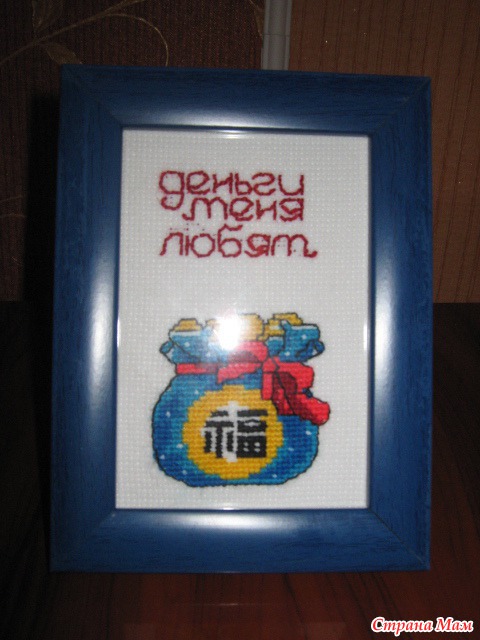 деньги
меня
любят
福
Страна Мам